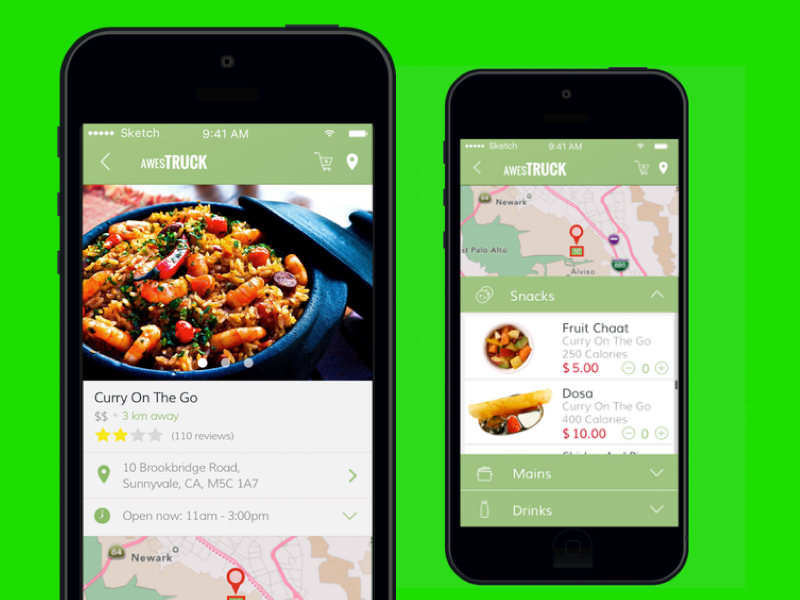 Sketch 9:41 AM
AWESTRUCK
Curry On The Go
$$ • 3 km away
(110 reviews)
10 Brookbridge Road,
Sunnyvale, CA, M5C 1A7
Open now: 11am - 3:00pm
84 Newark
Sketch 9:41 AM
AWESTRUCK
84 Newark
st Palo Alto
880
Alviso
Snacks
Fruit Chaat
Curry On The Go
250 Calories
$ 5.00 0
Dosa
Curry On The Go
400 Calories
$ 10.00 0
Mains
Drinks